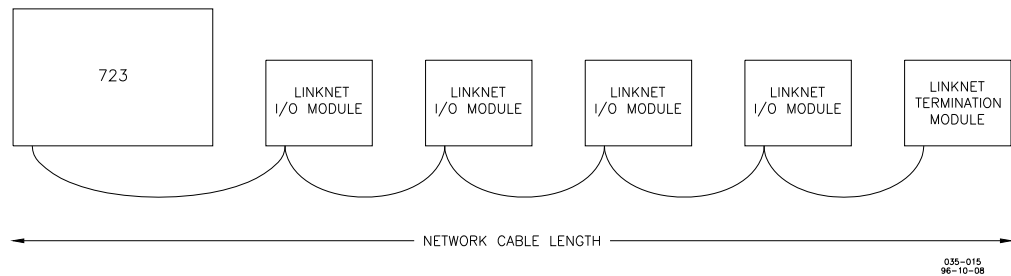 723
LINKNET
I/O MODULE
LINKNET
I/O MODULE
LINKNET
I/O MODULE
LINKNET
I/O MODULE
LINKNET
TERMINATION
MODULE
NETWORK CABLE LENGTH
035-015
96-10-08